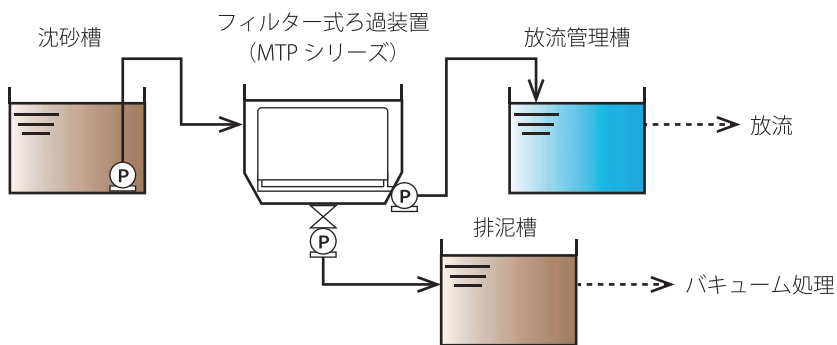 沈砂槽
フィルター式ろ過装置
（MTP シリーズ）
放流管理槽
放流
P
P
P
排泥槽
バキューム処理